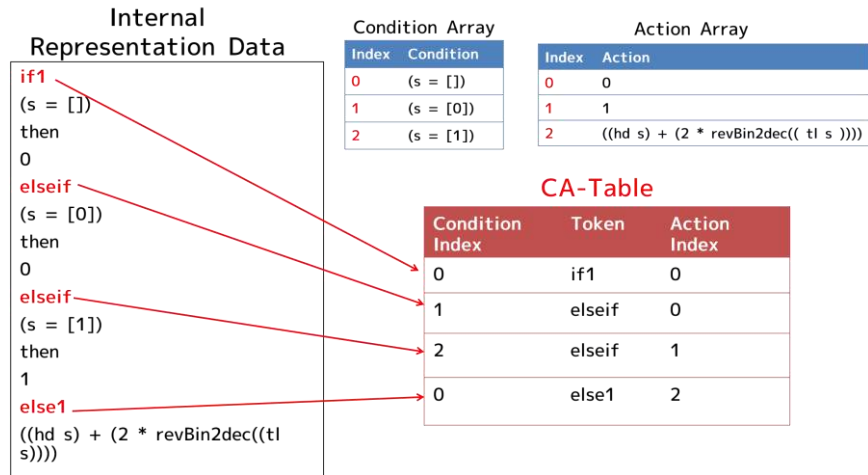 Internal
Representation Data
if1
(s = [])
then
0
elseif
(s = [0])
then
0
elseif
(s = [1])
then
1
else1
((hd s) + (2 * revBin2dec((tl
s))))
Condition Array
Index Condition
0 (s = [])
1 (s = [0])
2 (s = [1])
Action Array
Index Action
0 0
1 1
2 ((hd s) + (2 * revBin2dec(( tl s ))))
CA-Table
Condition Token Action
Index Index
0 if1 0
1 elseif 0
2 elseif 1
0 else1 2